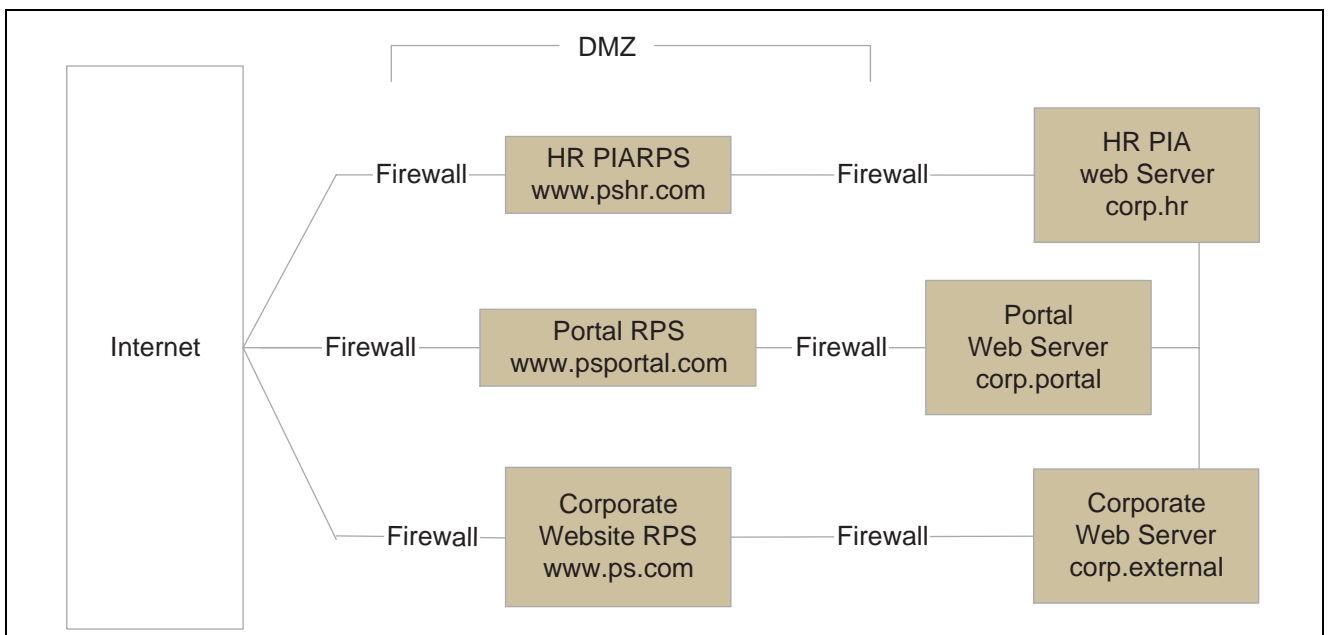 DMZ
Firewall
HR PIARPS
www.pshr.com
Firewall
HR PIA
web Server
corp.hr
Internet
Firewall
Portal RPS
www.psportal.com
Firewall
Portal
Web Server
corp.portal
Firewall
Corporate
Website RPS
www.ps.com
Firewall
Corporate
Web Server
corp.external